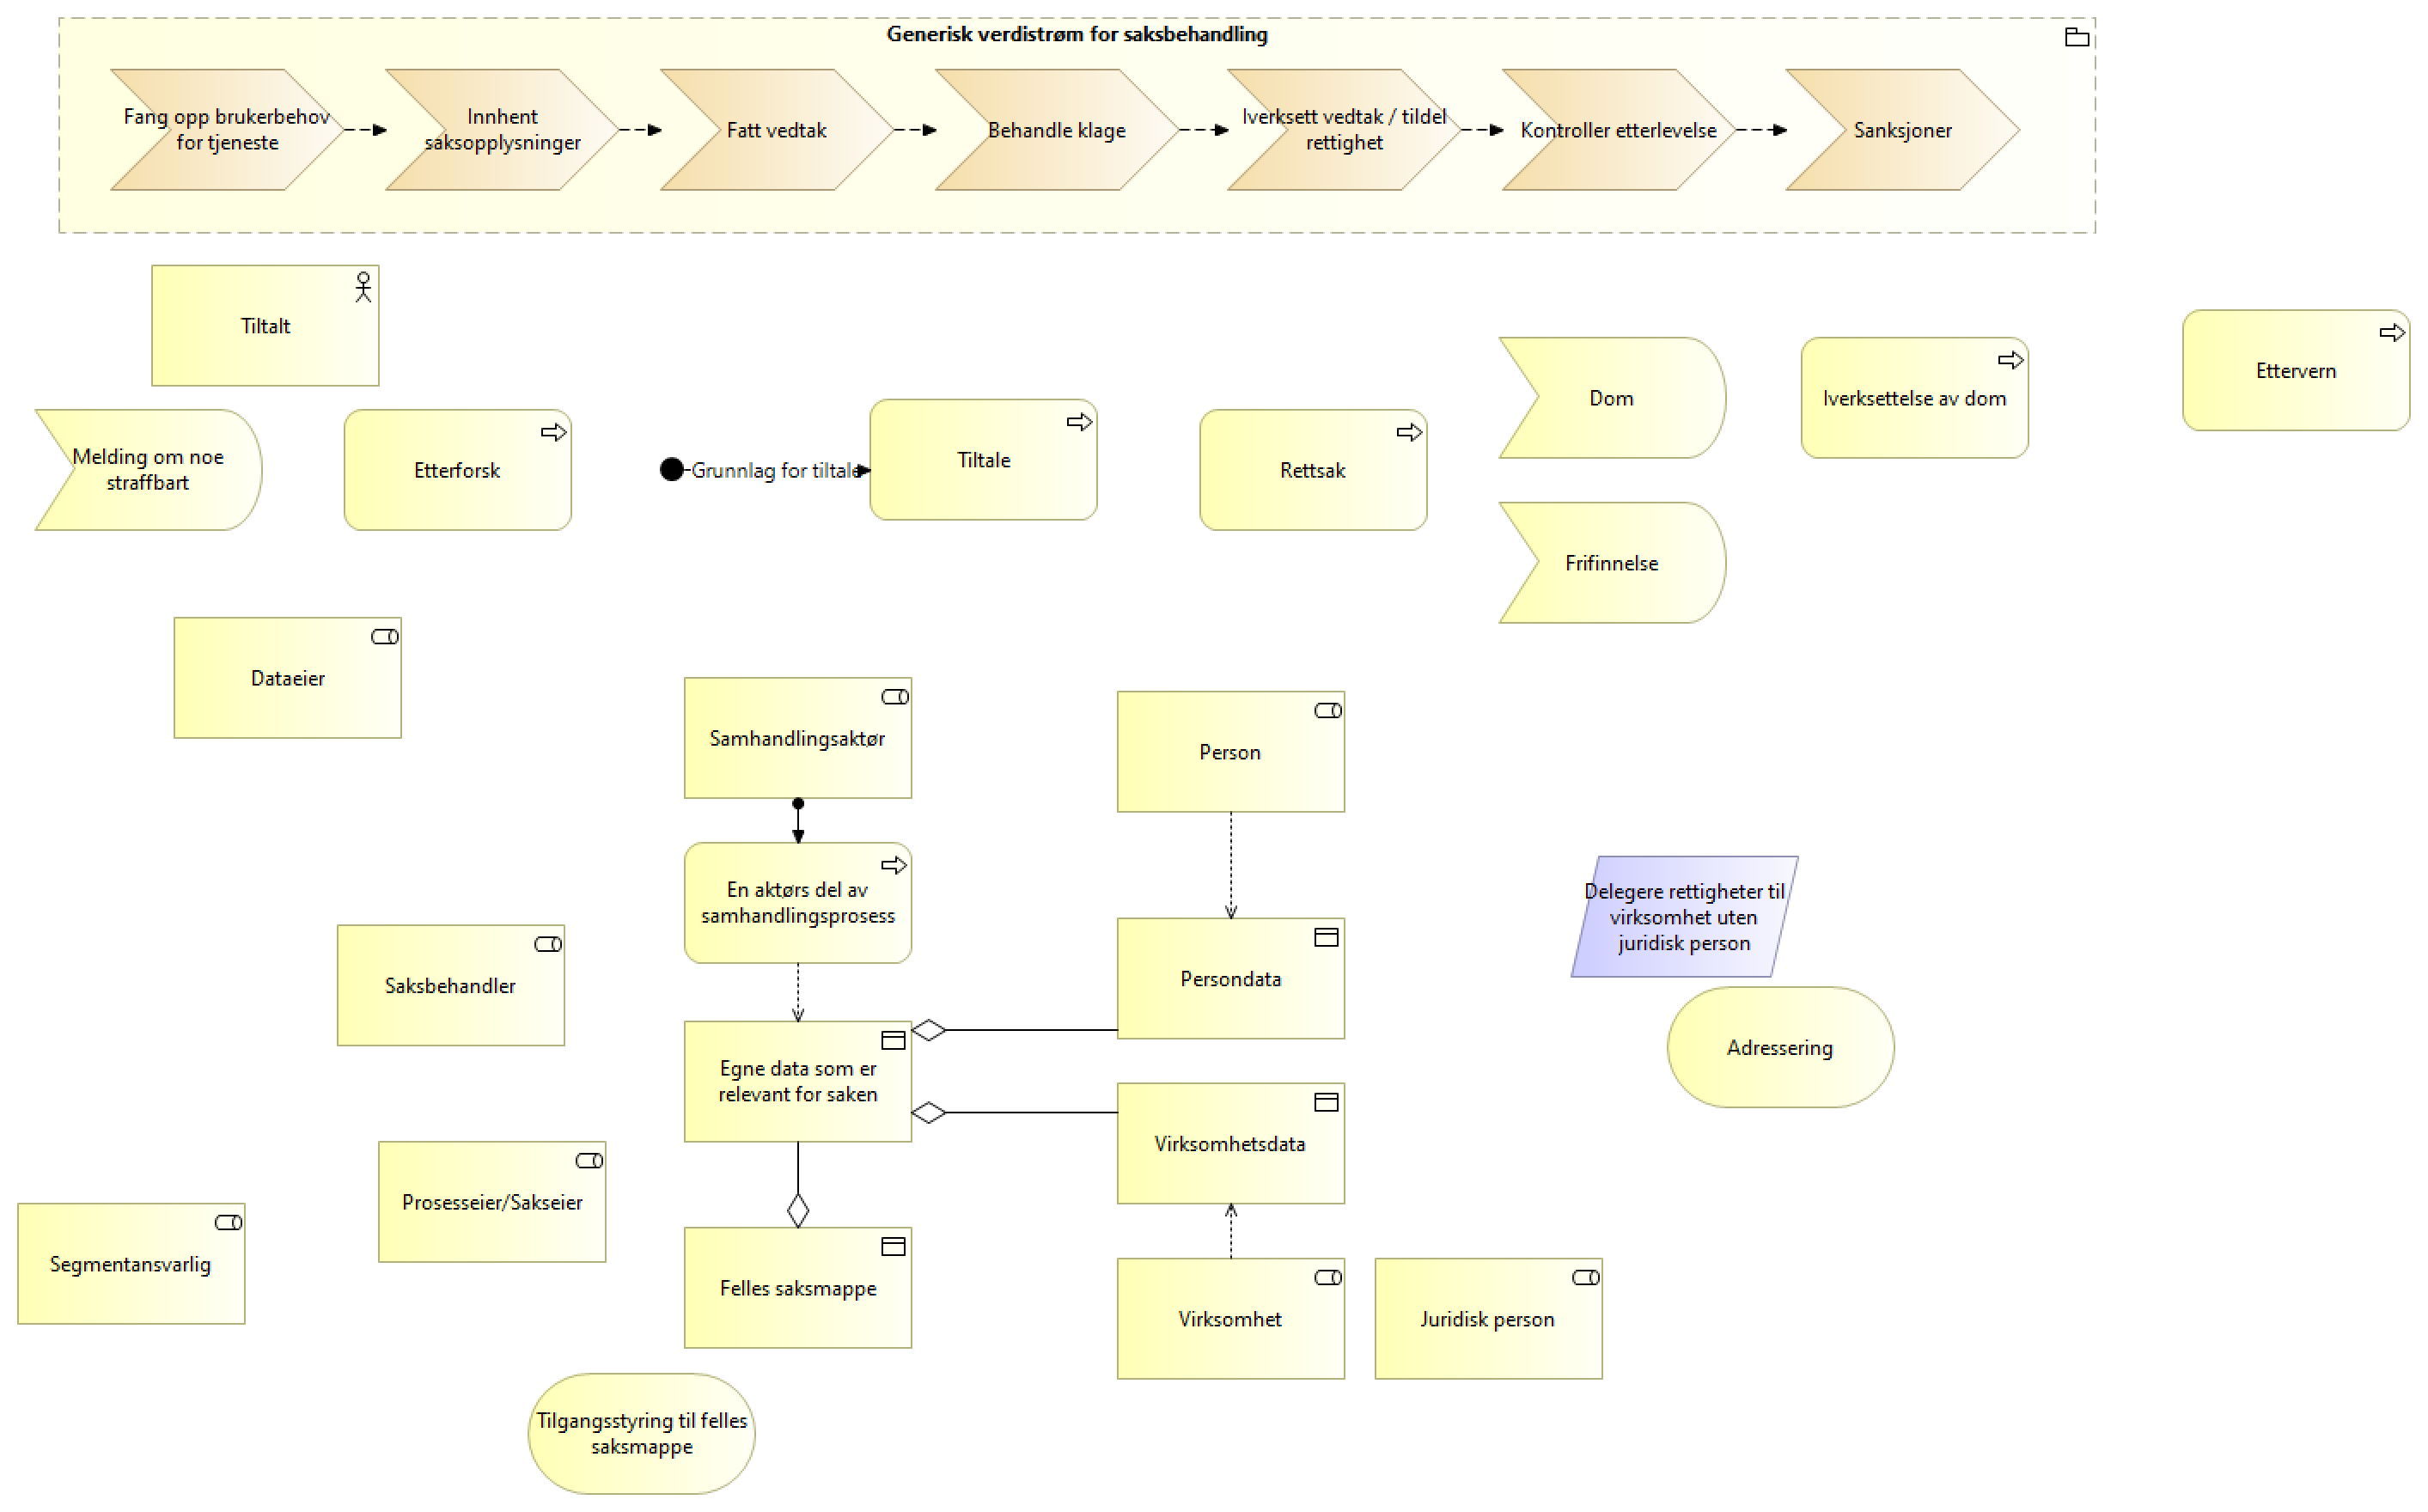 Generisk verdistrøm for saksbehandling
Fang opp brukerbehov
for tjeneste
Innhent
saksopplysninger
Fatt vedtak
Behandle klage
Iverksett vedtak / tildel
rettighet
Kontroller etterlevelse
Sanksjoner
Tiltalt
Melding om noe
straffbart
Etterforsk
Grunnlag for tiltale
Tiltale
Rettsak
Dom
Iverksettelse av dom
Ettervern
Frifinnelse
Dataeier
Samhandlingsaktør
Person
En aktørs del av
samhandlingsprosess
Delegere rettigheter til
virksomhet uten
juridisk person
Saksbehandler
Persondata
Adressering
Egne data som er
relevant for saken
Virksomhetsdata
Prosesseier/Sakseier
Segmentansvarlig
Felles saksmappe
Virksomhet
Juridisk person
Tilgangsstyring til felles
saksmappe